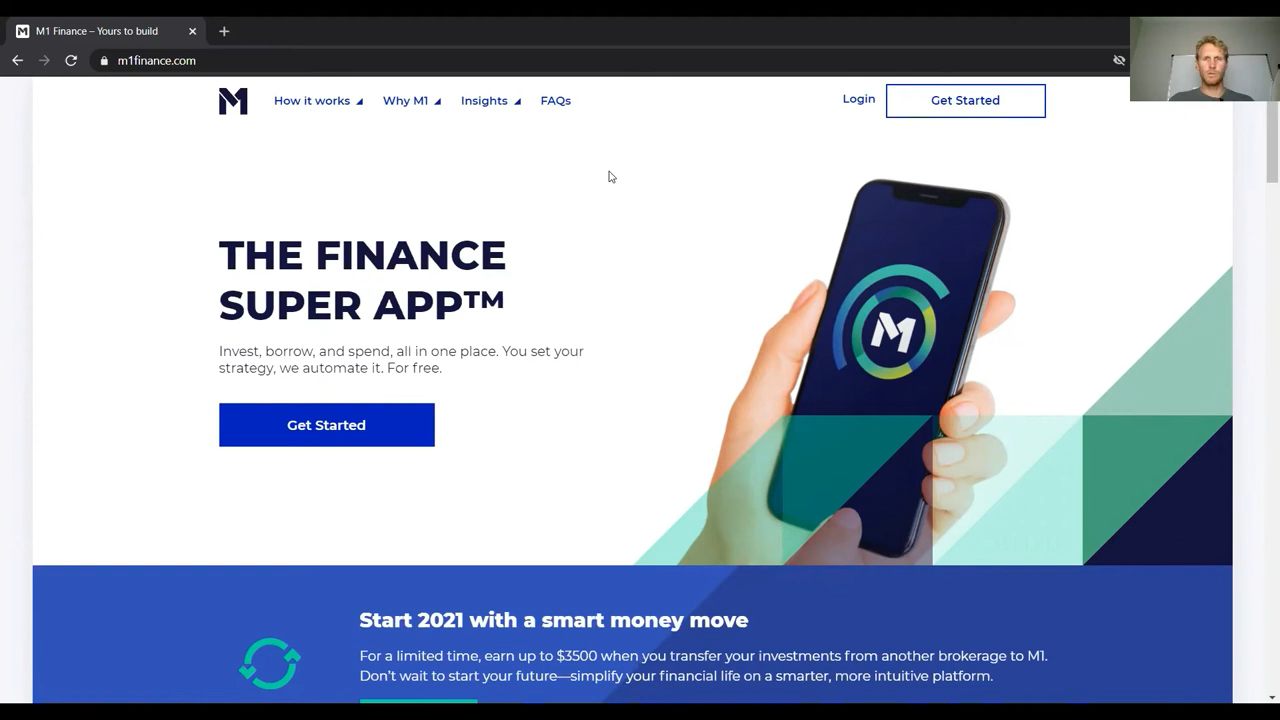 M1 Finance – Yours to build
m1finance.com
M
How it works
Why M1
Insights
FAQs
Login
Get Started
THE FINANCE
SUPER APP™
Invest, borrow, and spend, all in one place. You set your
strategy, we automate it. For free.
Get Started
M
Start 2021 with a smart money move
For a limited time, earn up to $3500 when you transfer your investments from another brokerage to M1.
Don't wait to start your future—simplify your financial life on a smarter, more intuitive platform.